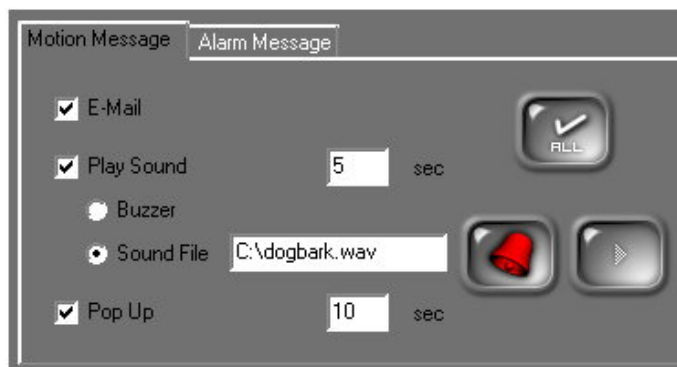 Motion Message Alarm Message
E-Mail
ALL
Play Sound 5 sec
Buzzer
Sound File C:\dogbark.wav
Pop Up 10 sec